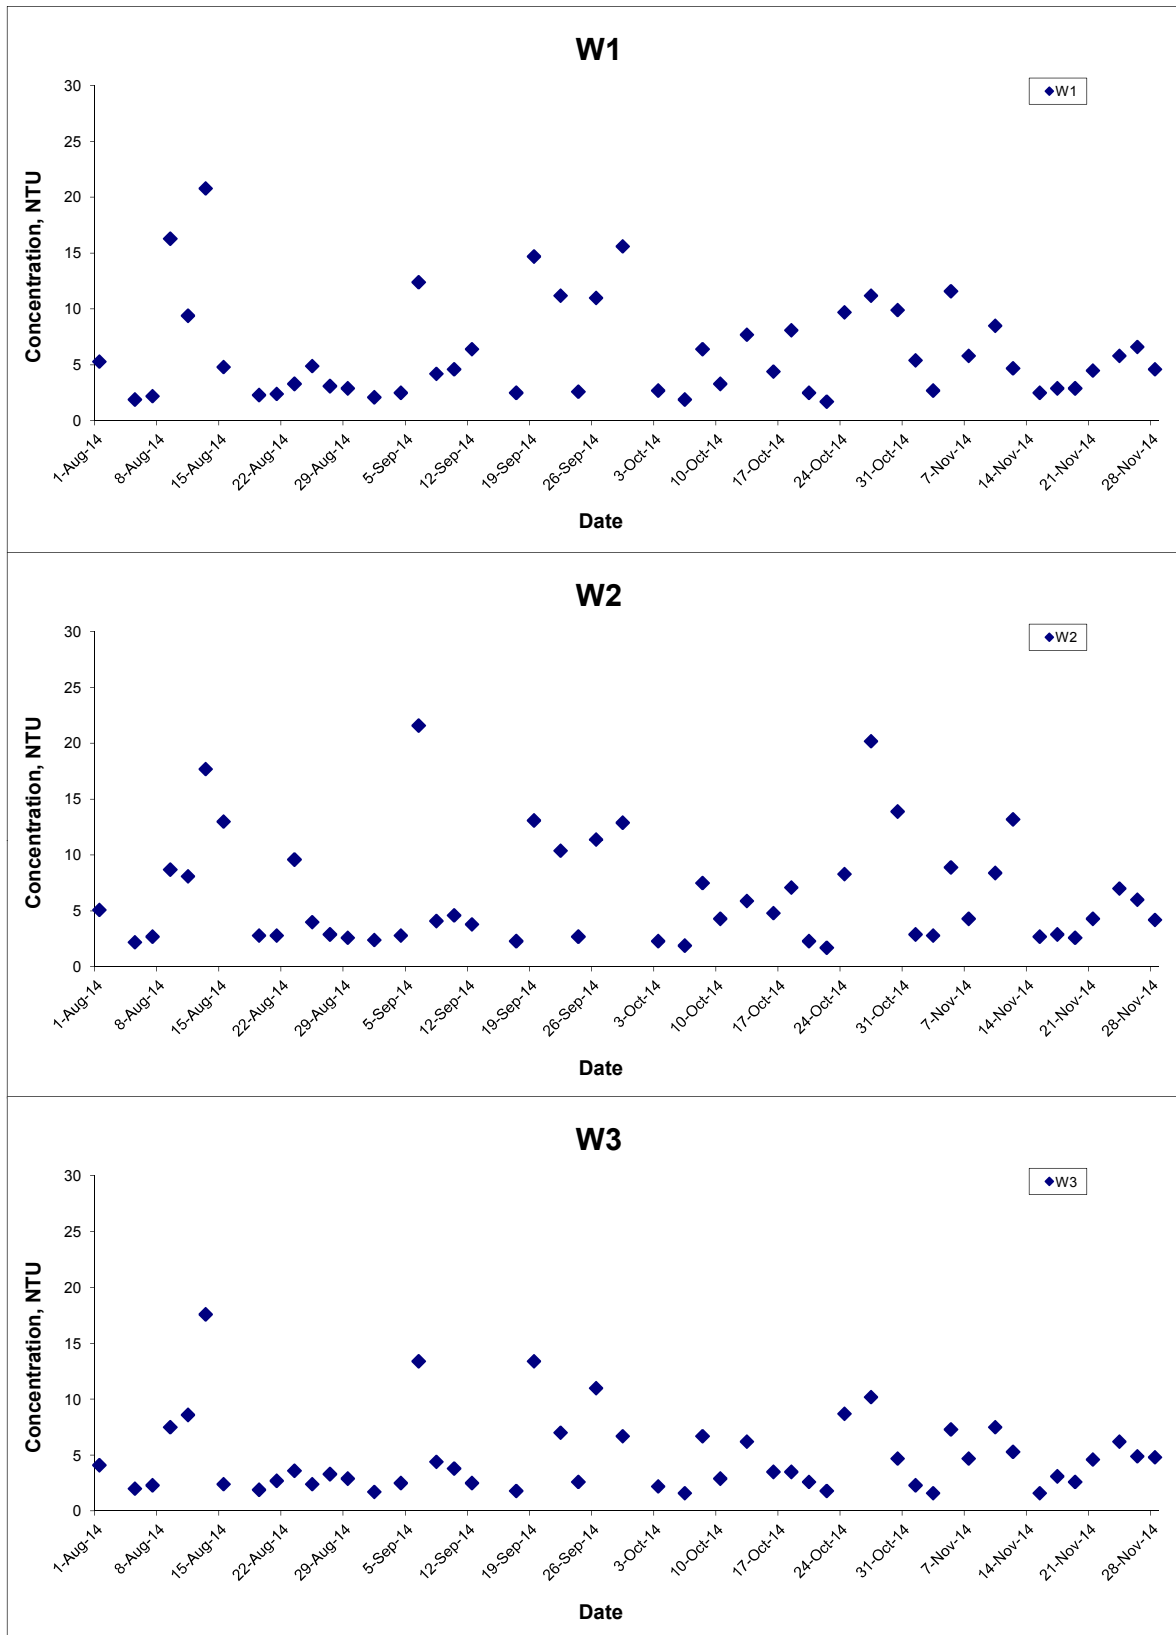 W1
W1
Concentration, NTU
30
25
20
15
10
5
0
1-Aug-14 8-Aug-14 15-Aug-14 22-Aug-14 29-Aug-14 5-Sep-14 12-Sep-14 19-Sep-14 26-Sep-14 3-Oct-14 10-Oct-14 17-Oct-14 24-Oct-14 31-Oct-14 7-Nov-14 14-Nov-14 21-Nov-14 28-Nov-14
Date
W2
W2
Concentration, NTU
30
25
20
15
10
5
0
1-Aug-14 8-Aug-14 15-Aug-14 22-Aug-14 29-Aug-14 5-Sep-14 12-Sep-14 19-Sep-14 26-Sep-14 3-Oct-14 10-Oct-14 17-Oct-14 24-Oct-14 31-Oct-14 7-Nov-14 14-Nov-14 21-Nov-14 28-Nov-14
Date
W3
W3
Concentration, NTU
30
25
20
15
10
5
0
1-Aug-14 8-Aug-14 15-Aug-14 22-Aug-14 29-Aug-14 5-Sep-14 12-Sep-14 19-Sep-14 26-Sep-14 3-Oct-14 10-Oct-14 17-Oct-14 24-Oct-14 31-Oct-14 7-Nov-14 14-Nov-14 21-Nov-14 28-Nov-14
Date